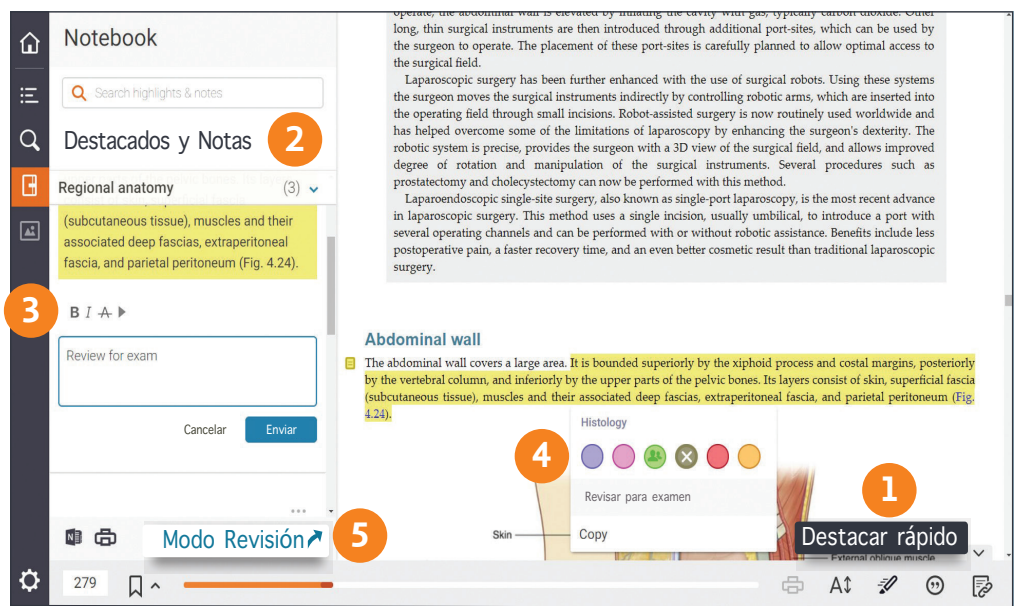 Notebook
Search highlights & notes
Destacados y Notas
2
Regional anatomy (3)
(subcutaneous tissue), muscles and their
associated deep fascias, extraperitoneal
fascia, and parietal peritoneum (Fig. 4.24).
3
B I A
Review for exam
Cancelar Enviar
Modo Revisión
5
279
operate, the abdominal wall is elevated by inflating the cavity with gas, typically carbon dioxide. Other
long, thin surgical instruments are then introduced through additional port-sites, which can be used by
the surgeon to operate. The placement of these port-sites is carefully planned to allow optimal access to
the surgical field.
Laparoscopic surgery has been further enhanced with the use of surgical robots. Using these systems
the surgeon moves the surgical instruments indirectly by controlling robotic arms, which are inserted into
the operating field through small incisions. Robot-assisted surgery is now routinely used worldwide and
has helped overcome some of the limitations of laparoscopy by enhancing the surgeon's dexterity. The
robotic system is precise, provides the surgeon with a 3D view of the surgical field, and allows improved
degree of rotation and manipulation of the surgical instruments. Several procedures such as
prostatectomy and cholecystectomy can now be performed with this method.
Laparoendoscopic single-site surgery, also known as single-port laparoscopy, is the most recent advance
in laparoscopic surgery. This method uses a single incision, usually umbilical, to introduce a port with
several operating channels and can be performed with or without robotic assistance. Benefits include less
postoperative pain, a faster recovery time, and an even better cosmetic result than traditional laparoscopic
surgery.
Abdominal wall
The abdominal wall covers a large area. It is bounded superiorly by the xiphoid process and costal margins, posteriorly
by the vertebral column, and inferiorly by the upper parts of the pelvic bones. Its layers consist of skin, superficial fascia
(subcutaneous tissue), muscles and their associated deep fascias, extraperitoneal fascia, and parietal peritoneum (Fig.
4.24).
Histology
4
Revisar para examen
Copy
Skin
1
Destacar rápido
External oblique muscle